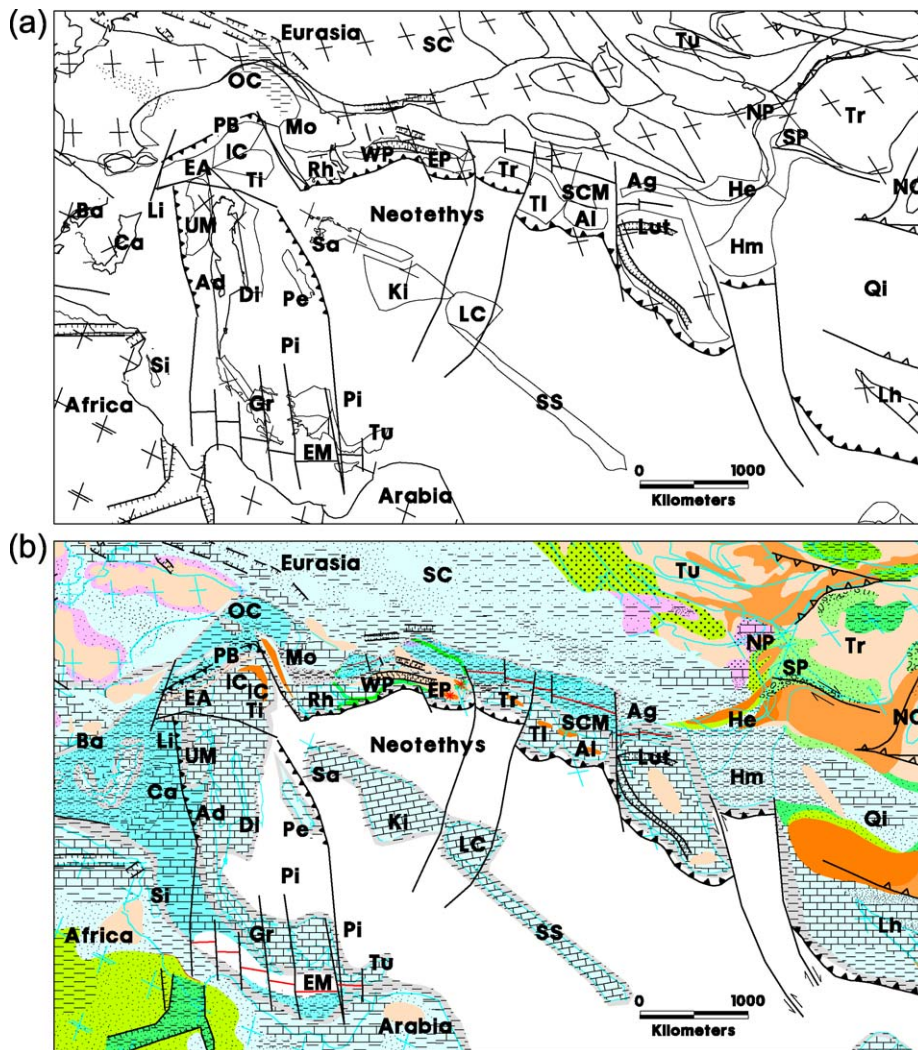 (a)
Eurasia
SC
Tu
OC
NP
Tr
PB
Mo
SP
IC
WP
EP
EA
Ti
Rh
Tr
SCM
Ag
He
NC
Ba
Li
UM
Neotethys
TI
Al
Lut
Ca
Sa
Hm
Ad
Di
Pe
Ki
Qi
LC
Pi
Si
Africa
Gr
Pi
SS
Lh
Tu
EM
0 1000
Kilometers
Arabia
(b)
Eurasia
SC
Tu
OC
NP
Tr
PB
Mo
SP
IC
WP
EP
EA
IC
Ti
Rh
Tr
SCM
Ag
He
NC
Ba
Li
UM
Neotethys
TI
Al
Lut
Ca
Sa
Hm
Ad
Di
Pe
Ki
Qi
LC
Pi
Si
Africa
Gr
Pi
SS
Lh
Tu
EM
0 1000
Kilometers
Arabia